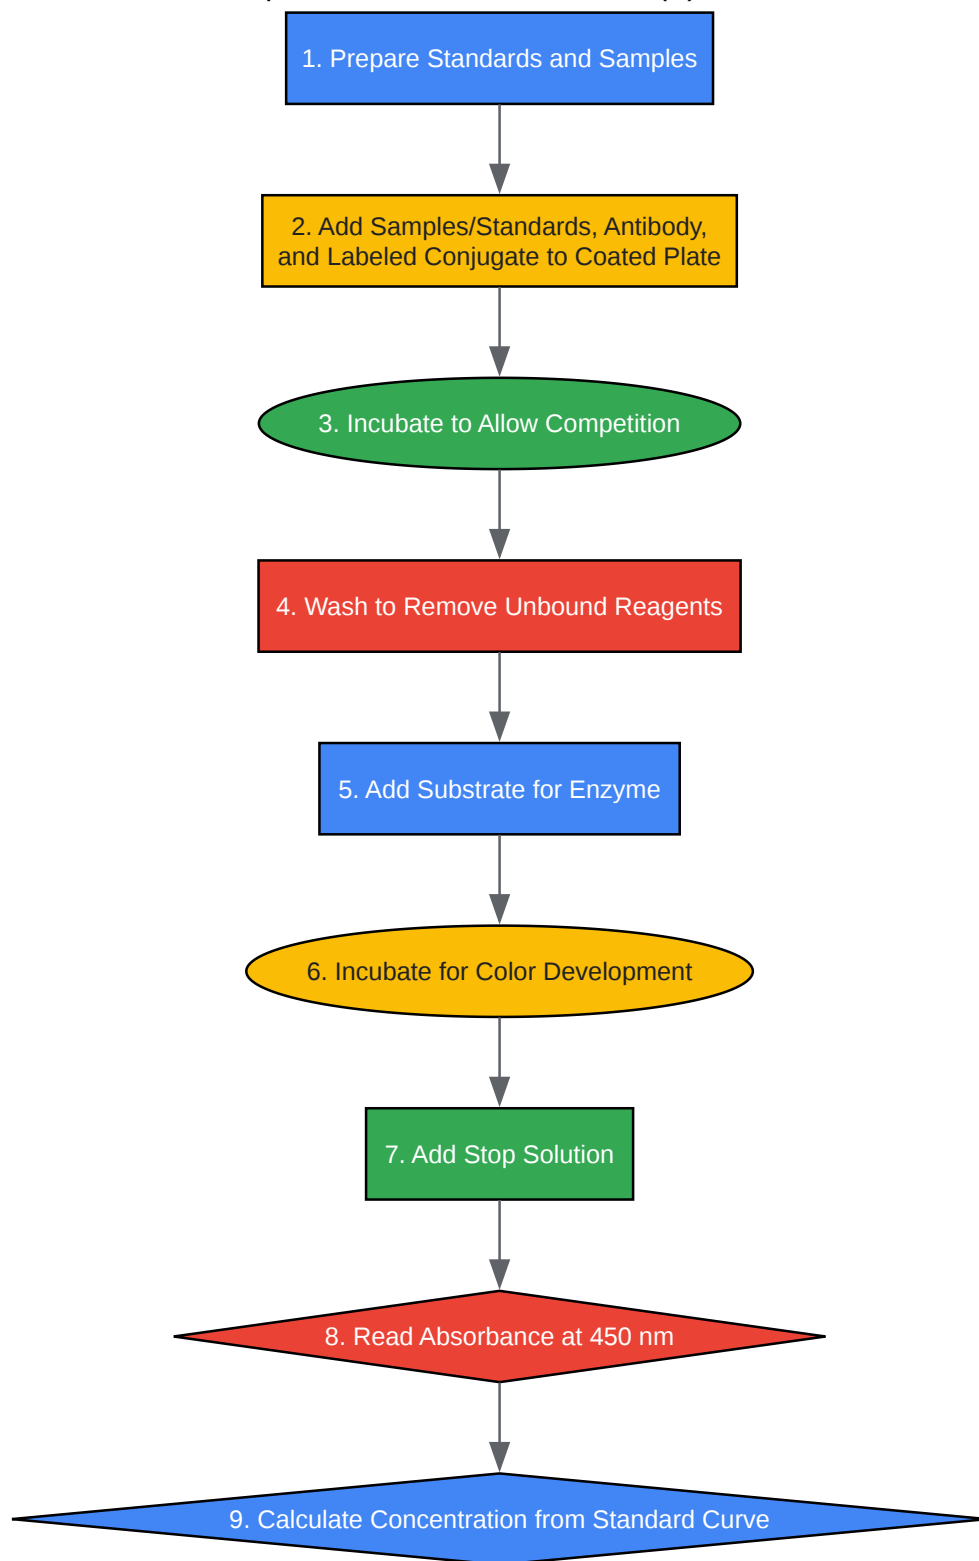 1. Prepare Standards and Samples
2. Add Samples/Standards, Antibody,
and Labeled Conjugate to Coated Plate
3. Incubate to Allow Competition
4. Wash to Remove Unbound Reagents
5. Add Substrate for Enzyme
6. Incubate for Color Development
7. Add Stop Solution
8. Read Absorbance at 450 nm
9. Calculate Concentration from Standard Curve